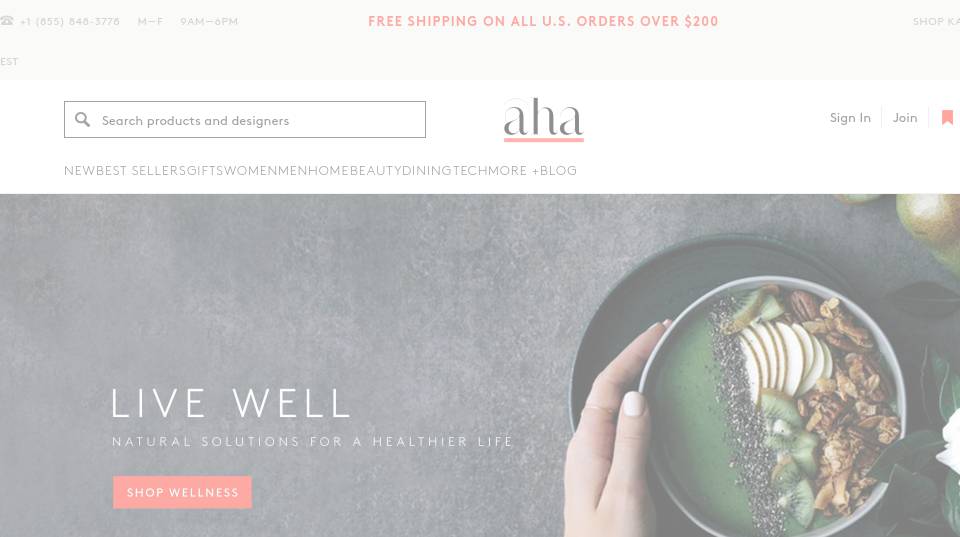 +1 (855) 848-3778 M—F 9AM—6PM
FREE SHIPPING ON ALL U.S. ORDERS OVER $200
SHOP KA
EST
Search products and designers
aha
Sign In
Join
NEWBEST SELLERSGIFTSWOMENMENHOMEBEAUTYDININGTECHMORE +BLOG
LIVE WELL
NATURAL SOLUTIONS FOR A HEALTHIER LIFE
SHOP WELLNESS